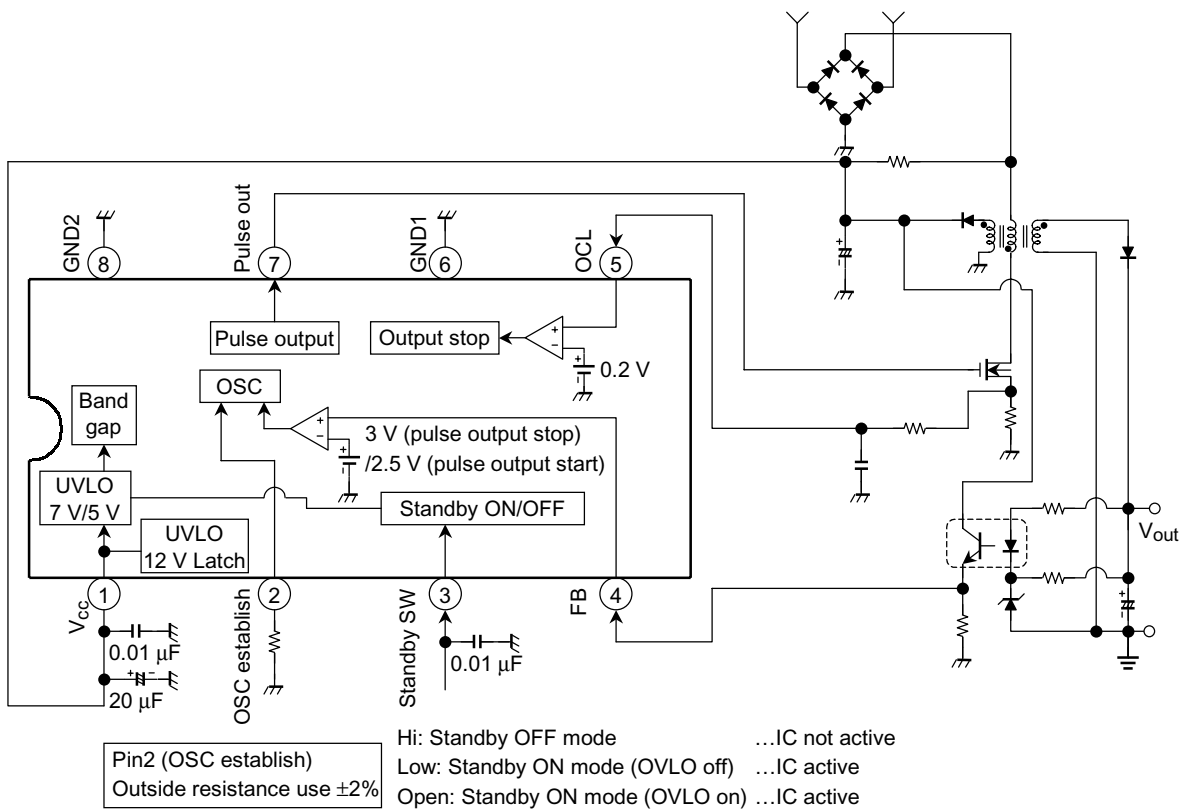 GND2
Pulse out
GND1
OCL
8
7
6
5
Pulse output
Output stop
+
−
+
-
0.2 V
OSC
Band
gap
+
−
+
-
3 V (pulse output stop)
/2.5 V (pulse output start)
UVLO
7 V/5 V
Standby ON/OFF
UVLO
12 V Latch
1
2
3
4
VCC
OSC establish
Standby SW
FB
0.01 μF
+ -
20 μF
0.01 μF
+
-
+
-
Vout
Pin2 (OSC establish)
Outside resistance use ±2%
Hi: Standby OFF mode …IC not active
Low: Standby ON mode (OVLO off) …IC active
Open: Standby ON mode (OVLO on) …IC active